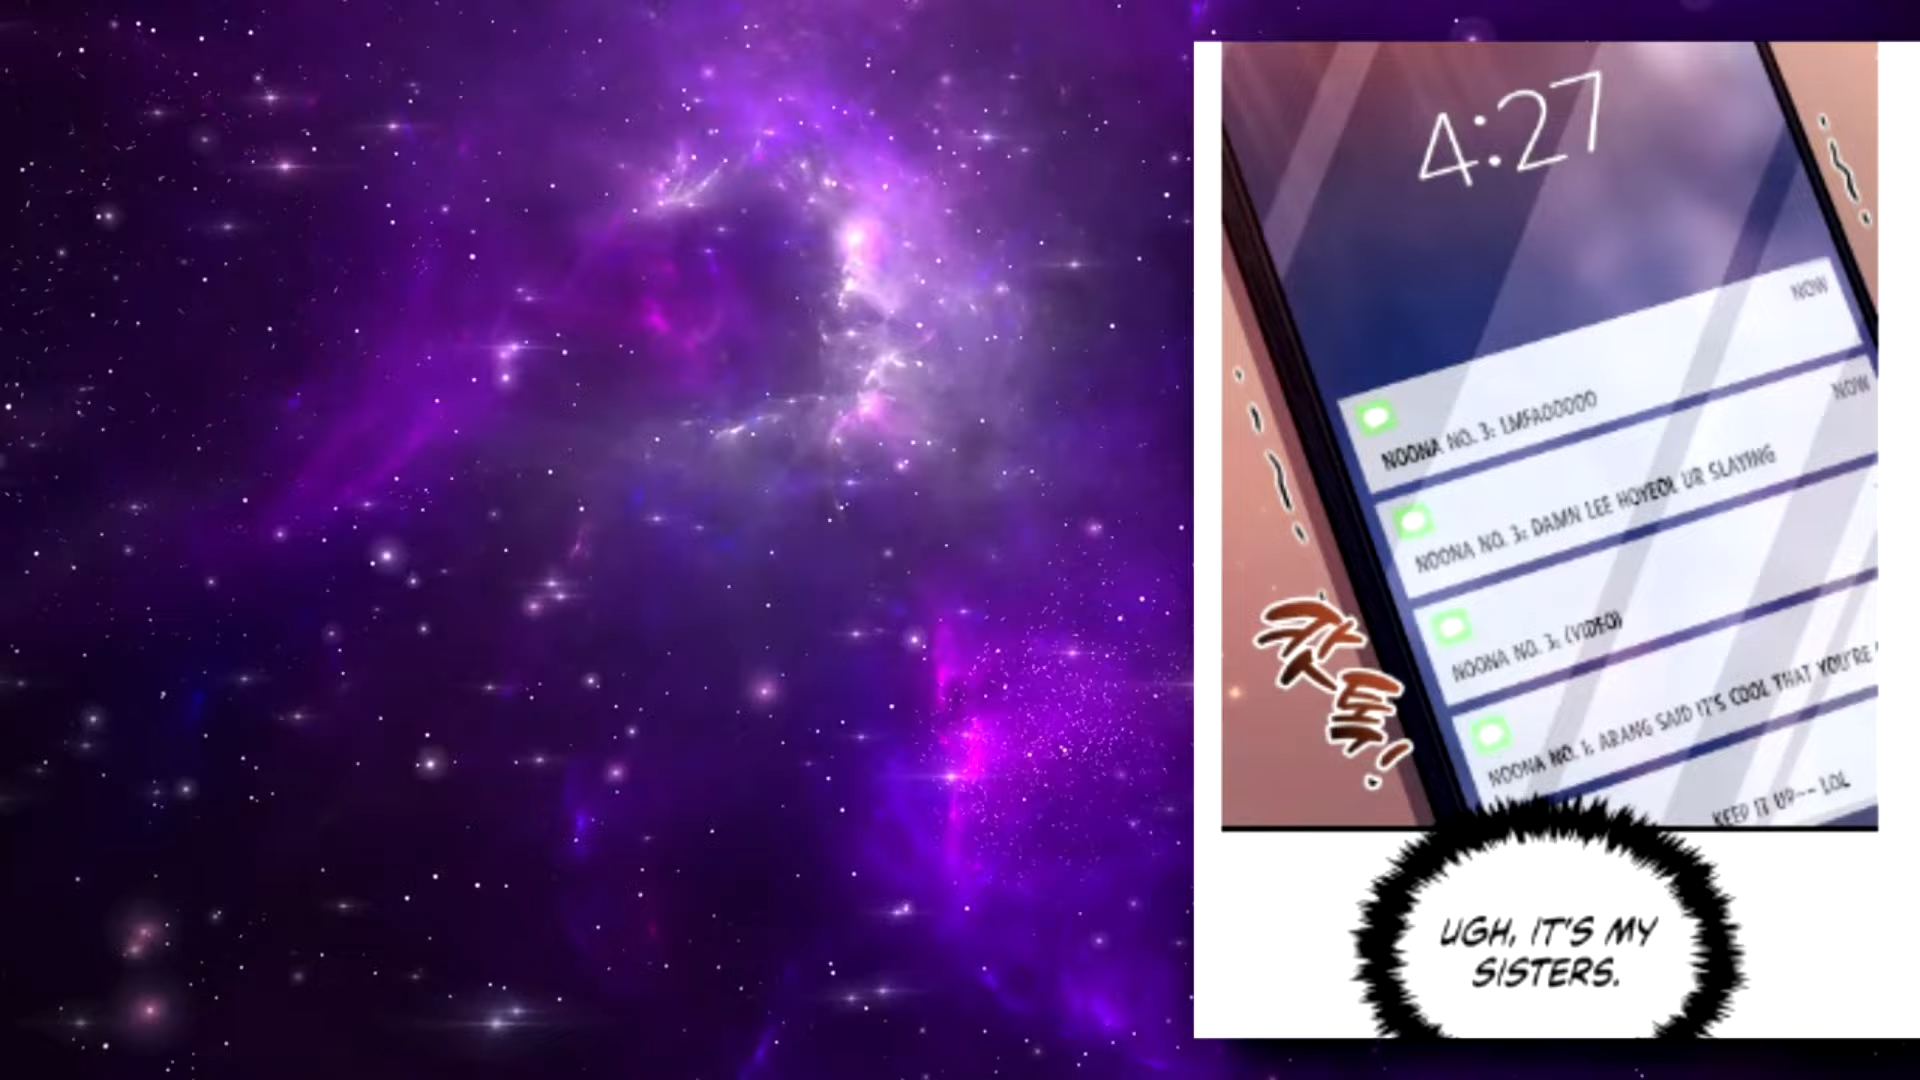 4:27
NOW
NOONA NO. 3: LMFAOOOOO
NOW
NOONA NO. 3: DAMN LEE HOYEOL UR SLAYING
NOONA NO. 3: (VIDEO)
NOONA NO. 1: ARANG SAID IT'S COOL THAT YOU'RE
KEEP IT UP~~ LOL
캇톡!
UGH, IT'S MY
SISTERS.